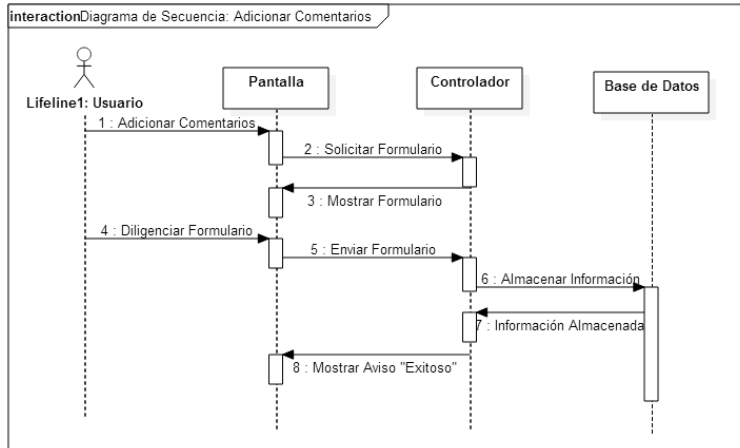 interactionDiagrama de Secuencia: Adicionar Comentarios
Lifeline1: Usuario
Pantalla
Controlador
Base de Datos
1 : Adicionar Comentarios
2 : Solicitar Formulario
3 : Mostrar Formulario
4 : Diligenciar Formulario
5 : Enviar Formulario
6 : Almacenar Información
7 : Información Almacenada
8 : Mostrar Aviso "Exitoso"